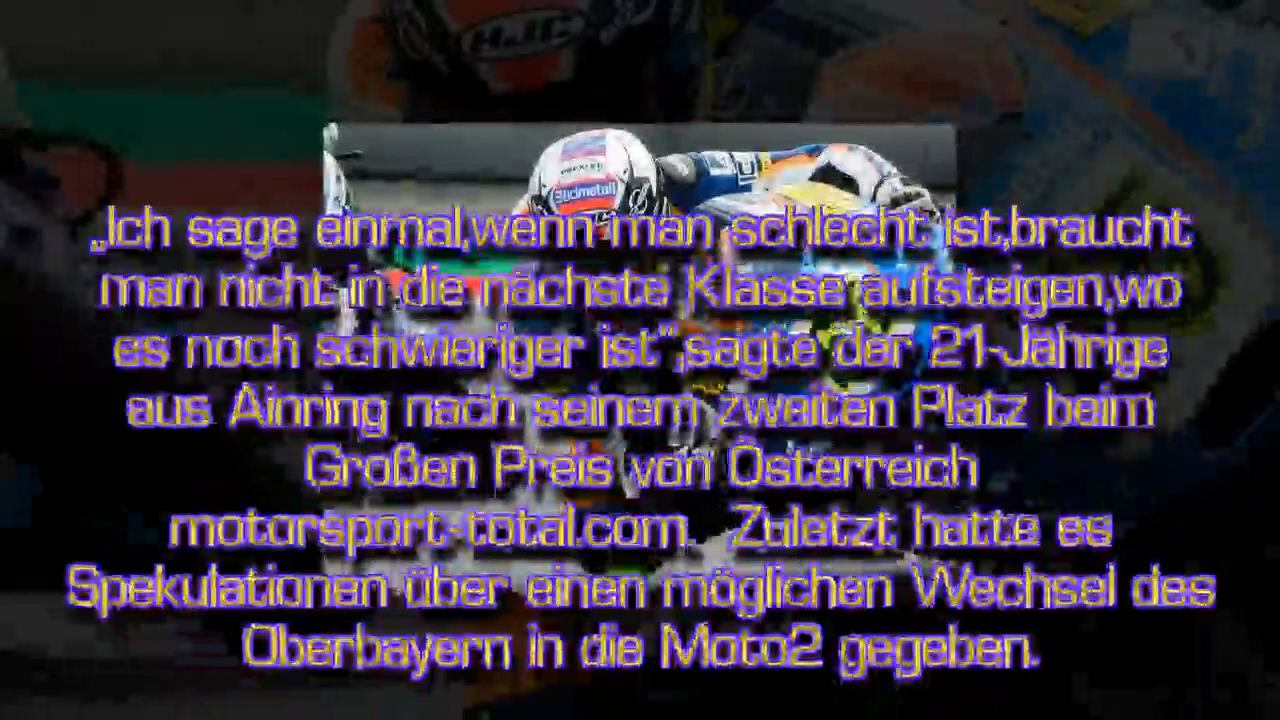 HJC
Südmetall
„Ich sage einmal,wenn man schlecht ist,braucht
man nicht in die nächste Klasse aufsteigen,wo
es noch schwieriger ist“,sagte der 21-Jährige
aus Ainring nach seinem zweiten Platz beim
Großen Preis von Österreich
motorsport-total.com. Zuletzt hatte es
Spekulationen über einen möglichen Wechsel des
Oberbayern in die Moto2 gegeben.